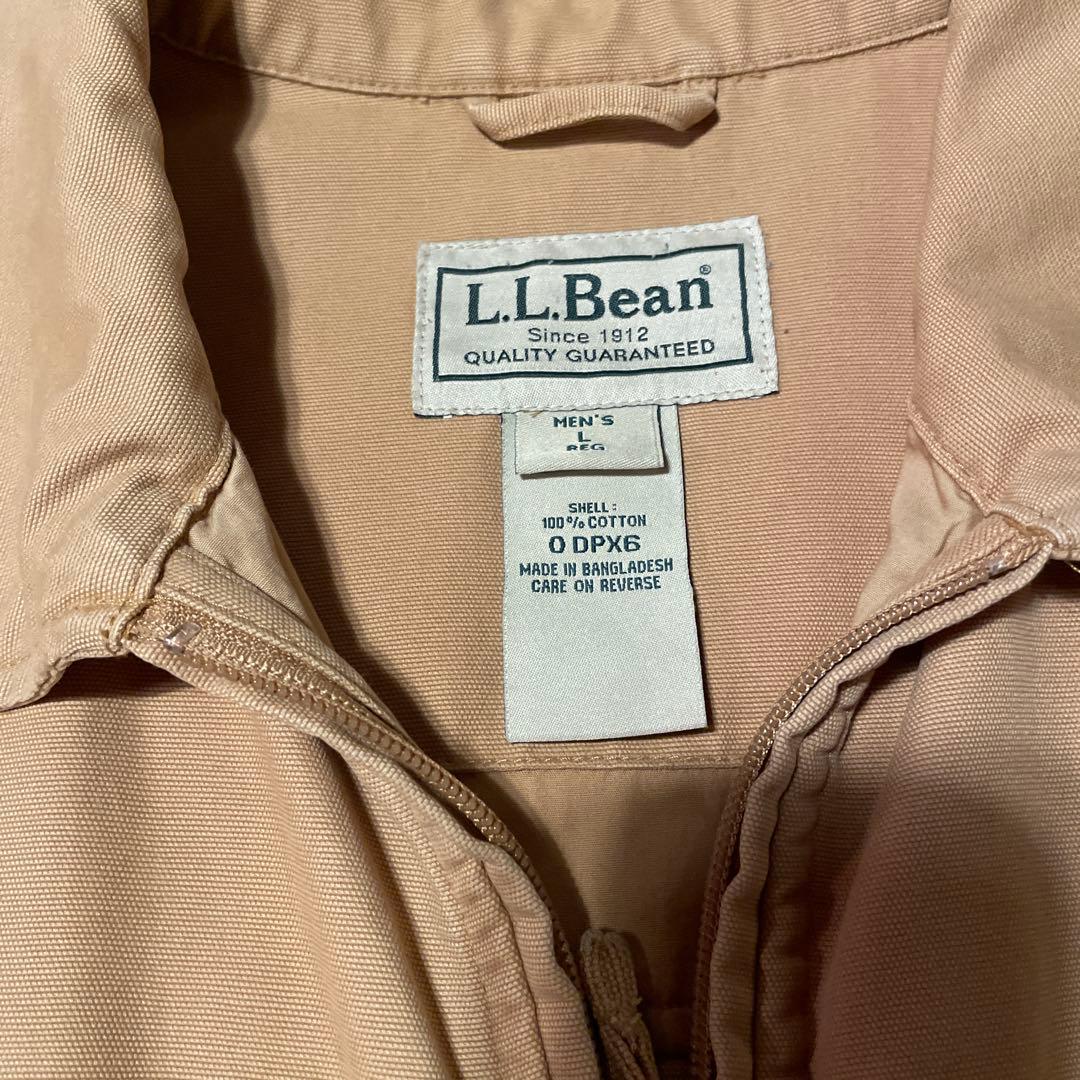 L.L.Bean®
Since 1912
QUALITY GUARANTEED
MEN'S
L
REG
SHELL:
100% COTTON
0 DPX6
MADE IN BANGLADESH
CARE ON REVERSE